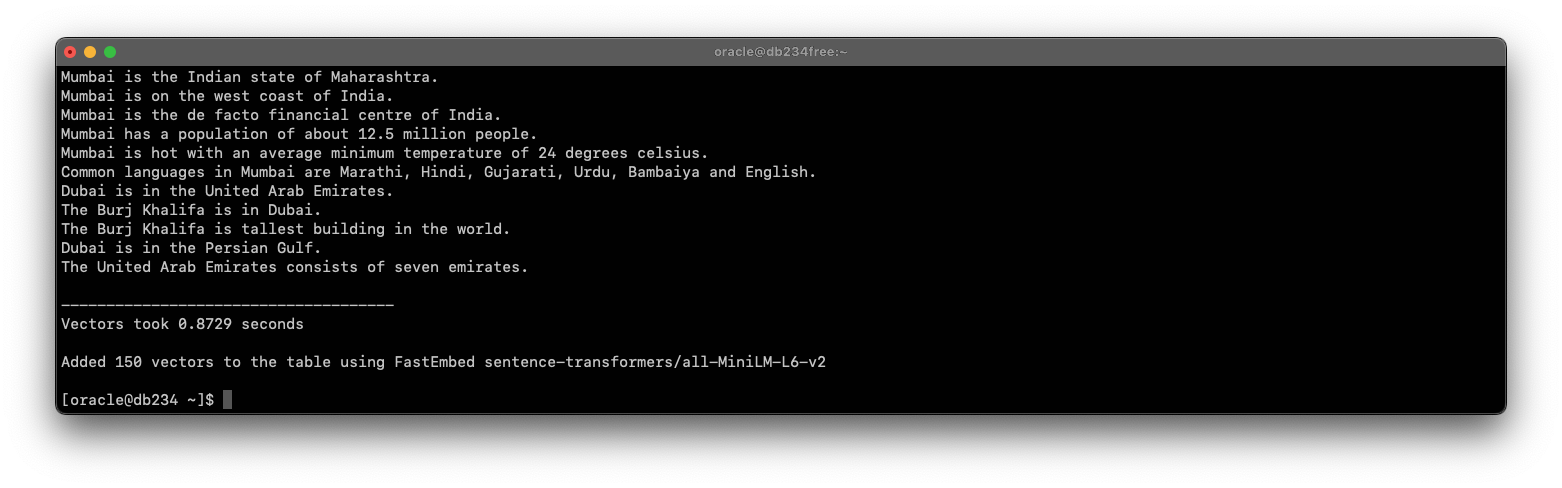 oracle@db234free:~
Mumbai is the Indian state of Maharashtra.
Mumbai is on the west coast of India.
Mumbai is the de facto financial centre of India.
Mumbai has a population of about 12.5 million people.
Mumbai is hot with an average minimum temperature of 24 degrees celsius.
Common languages in Mumbai are Marathi, Hindi, Gujarati, Urdu, Bambaiya and English.
Dubai is in the United Arab Emirates.
The Burj Khalifa is in Dubai.
The Burj Khalifa is tallest building in the world.
Dubai is in the Persian Gulf.
The United Arab Emirates consists of seven emirates.
-------------------------------------
Vectors took 0.8729 seconds
Added 150 vectors to the table using FastEmbed sentence-transformers/all-MiniLM-L6-v2
[oracle@db234 ~]$